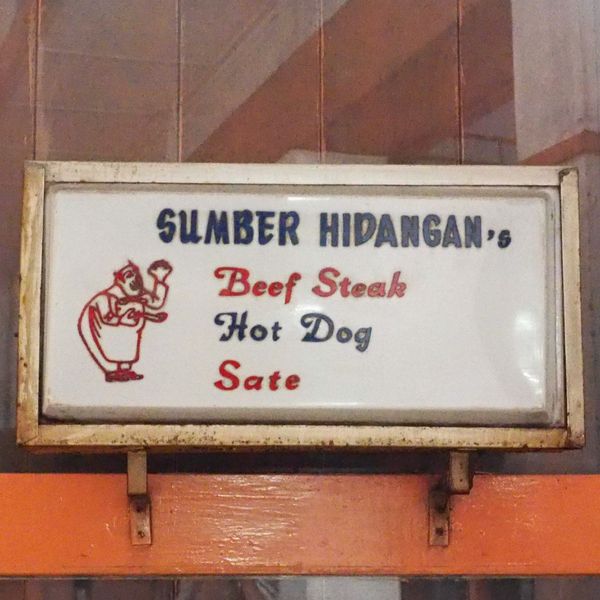 SUMBER HIDANGAN's
Beef Steak
Hot Dog
Sate